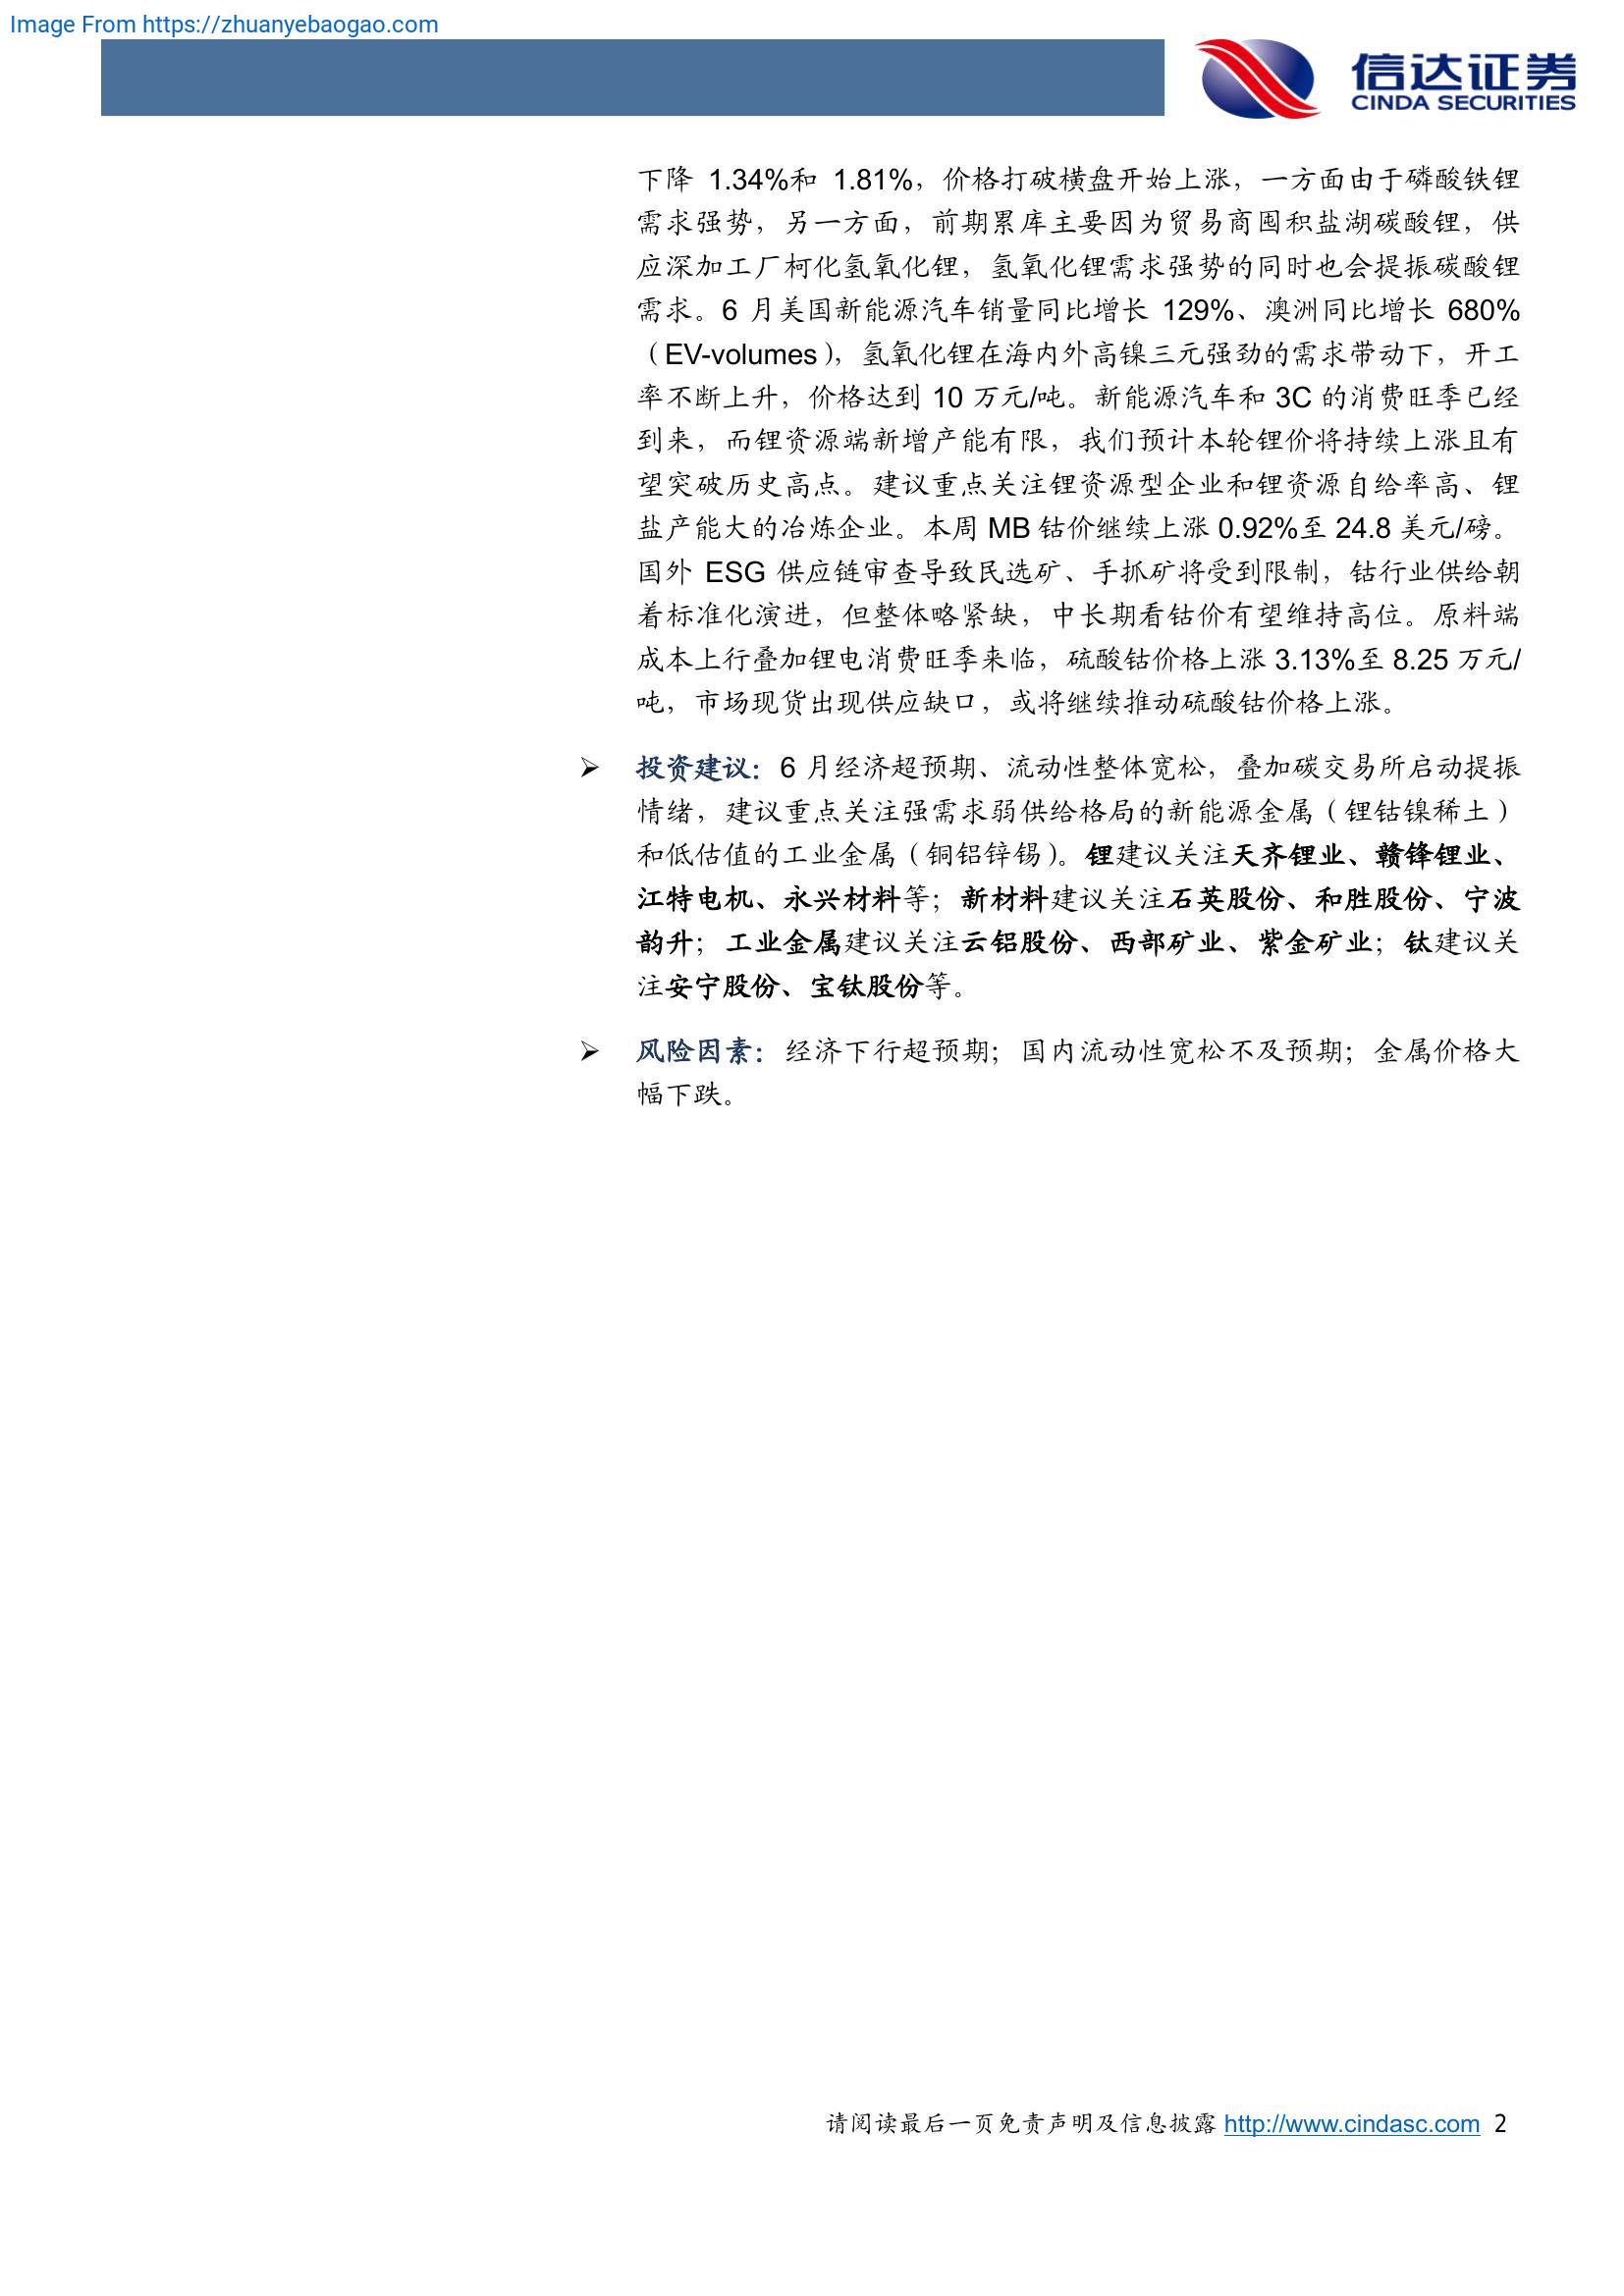 Image From https://zhuanyebaogao.com
信达证券
CINDA SECURITIES
下降 1.34%和 1.81%，价格打破横盘开始上涨，一方面由于磷酸铁锂
需求强势，另一方面，前期累库主要因为贸易商囤积盐湖碳酸锂，供
应深加工厂柯化氢氧化锂，氢氧化锂需求强势的同时也会提振碳酸锂
需求。6 月美国新能源汽车销量同比增长 129%、澳洲同比增长 680%
（EV-volumes），氢氧化锂在海内外高镍三元强劲的需求带动下，开工
率不断上升，价格达到 10 万元/吨。新能源汽车和 3C 的消费旺季已经
到来，而锂资源端新增产能有限，我们预计本轮锂价将持续上涨且有
望突破历史高点。建议重点关注锂资源型企业和锂资源自给率高、锂
盐产能大的冶炼企业。本周 MB 钴价继续上涨 0.92%至 24.8 美元/磅。
国外 ESG 供应链审查导致民选矿、手抓矿将受到限制，钴行业供给朝
着标准化演进，但整体略紧缺，中长期看钴价有望维持高位。原料端
成本上行叠加锂电消费旺季来临，硫酸钴价格上涨 3.13%至 8.25 万元/
吨，市场现货出现供应缺口，或将继续推动硫酸钴价格上涨。
➢ 投资建议：6 月经济超预期、流动性整体宽松，叠加碳交易所启动提振
情绪，建议重点关注强需求弱供给格局的新能源金属（锂钴镍稀土）
和低估值的工业金属（铜铝锌锡）。锂建议关注天齐锂业、赣锋锂业、
江特电机、永兴材料等；新材料建议关注石英股份、和胜股份、宁波
韵升；工业金属建议关注云铝股份、西部矿业、紫金矿业；钛建议关
注安宁股份、宝钛股份等。
➢ 风险因素：经济下行超预期；国内流动性宽松不及预期；金属价格大
幅下跌。
请阅读最后一页免责声明及信息披露 http://www.cindasc.com 2